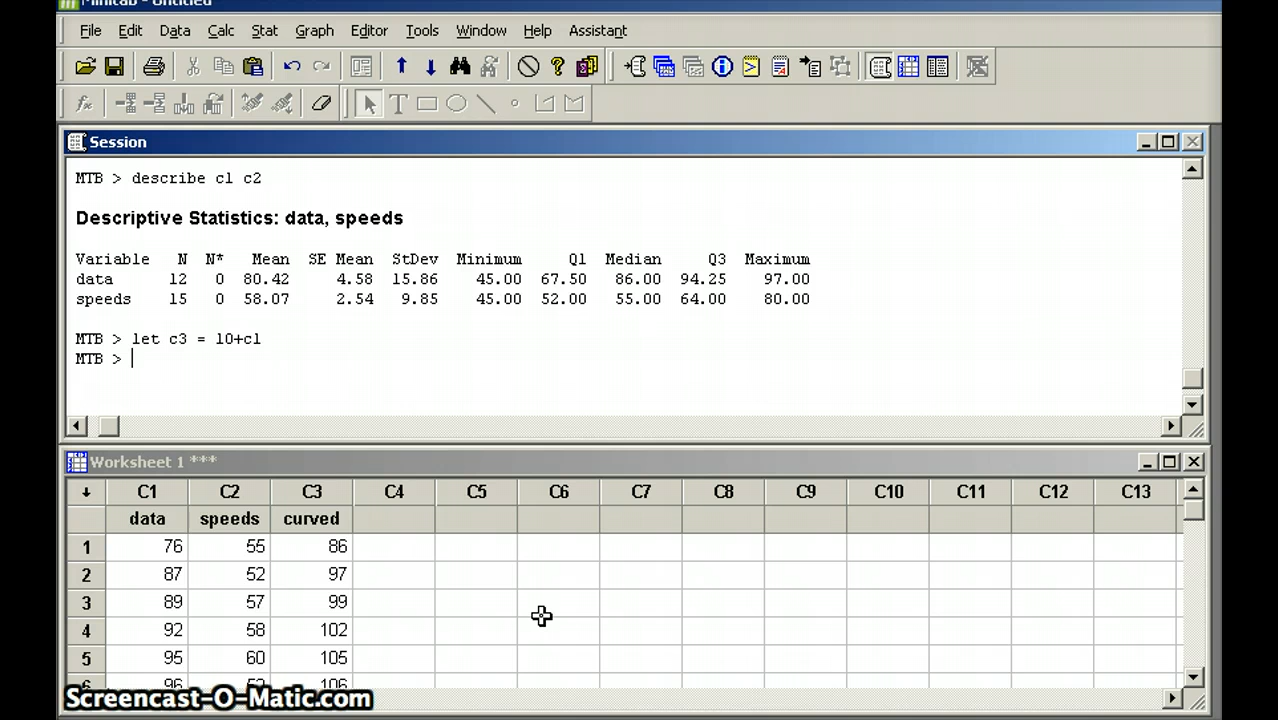 Minitab - Untitled
File Edit Data Calc Stat Graph Editor Tools Window Help Assistant
Session
MTB > describe c1 c2
Descriptive Statistics: data, speeds
Variable N N* Mean SE Mean StDev Minimum Q1 Median Q3 Maximum
data 12 0 80.42 4.58 15.86 45.00 67.50 86.00 94.25 97.00
speeds 15 0 58.07 2.54 9.85 45.00 52.00 55.00 64.00 80.00
MTB > let c3 = 10+c1
MTB >
Worksheet 1 ***
C1 C2 C3 C4 C5 C6 C7 C8 C9 C10 C11 C12 C13
data speeds curved
1 76 55 86
2 87 52 97
3 89 57 99
4 92 58 102
5 95 60 105
6 96 52 106
Screencast-O-Matic.com